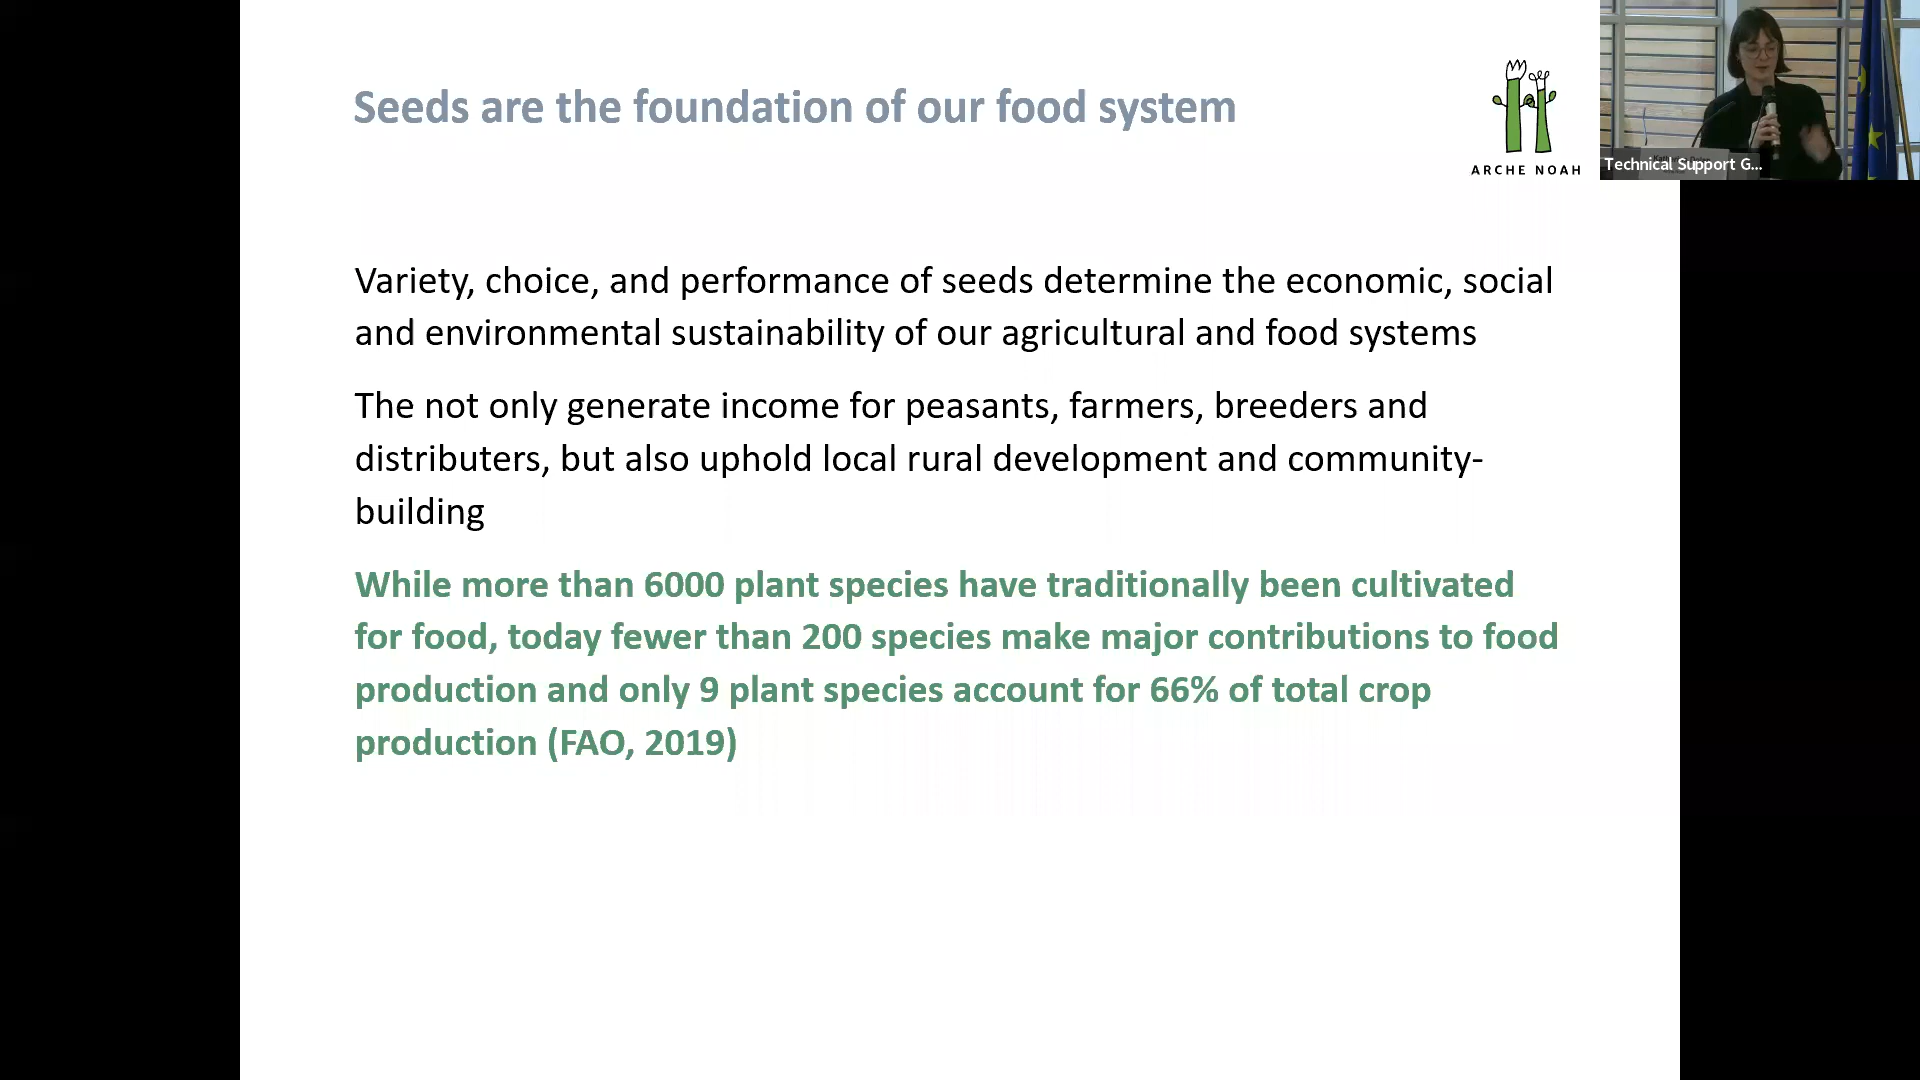 Seeds are the foundation of our food system
ARCHE NOAH
Technical Support G...
Variety, choice, and performance of seeds determine the economic, social
and environmental sustainability of our agricultural and food systems
The not only generate income for peasants, farmers, breeders and
distributers, but also uphold local rural development and community-
building
While more than 6000 plant species have traditionally been cultivated
for food, today fewer than 200 species make major contributions to food
production and only 9 plant species account for 66% of total crop
production (FAO, 2019)